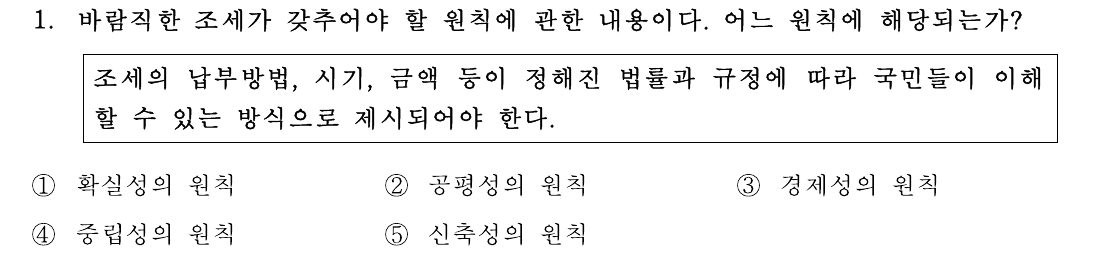 1. 바람직한 조세가 갖추어야 할 원칙에 관한 내용이다. 어느 원칙에 해당되는가?
조세의 납부방법, 시기, 금액 등이 정해진 법률과 규정에 따라 국민들이 이해
할 수 있는 방식으로 제시되어야 한다.
① 확실성의 원칙 ② 공평성의 원칙 ③ 경제성의 원칙
④ 중립성의 원칙 ⑤ 신축성의 원칙